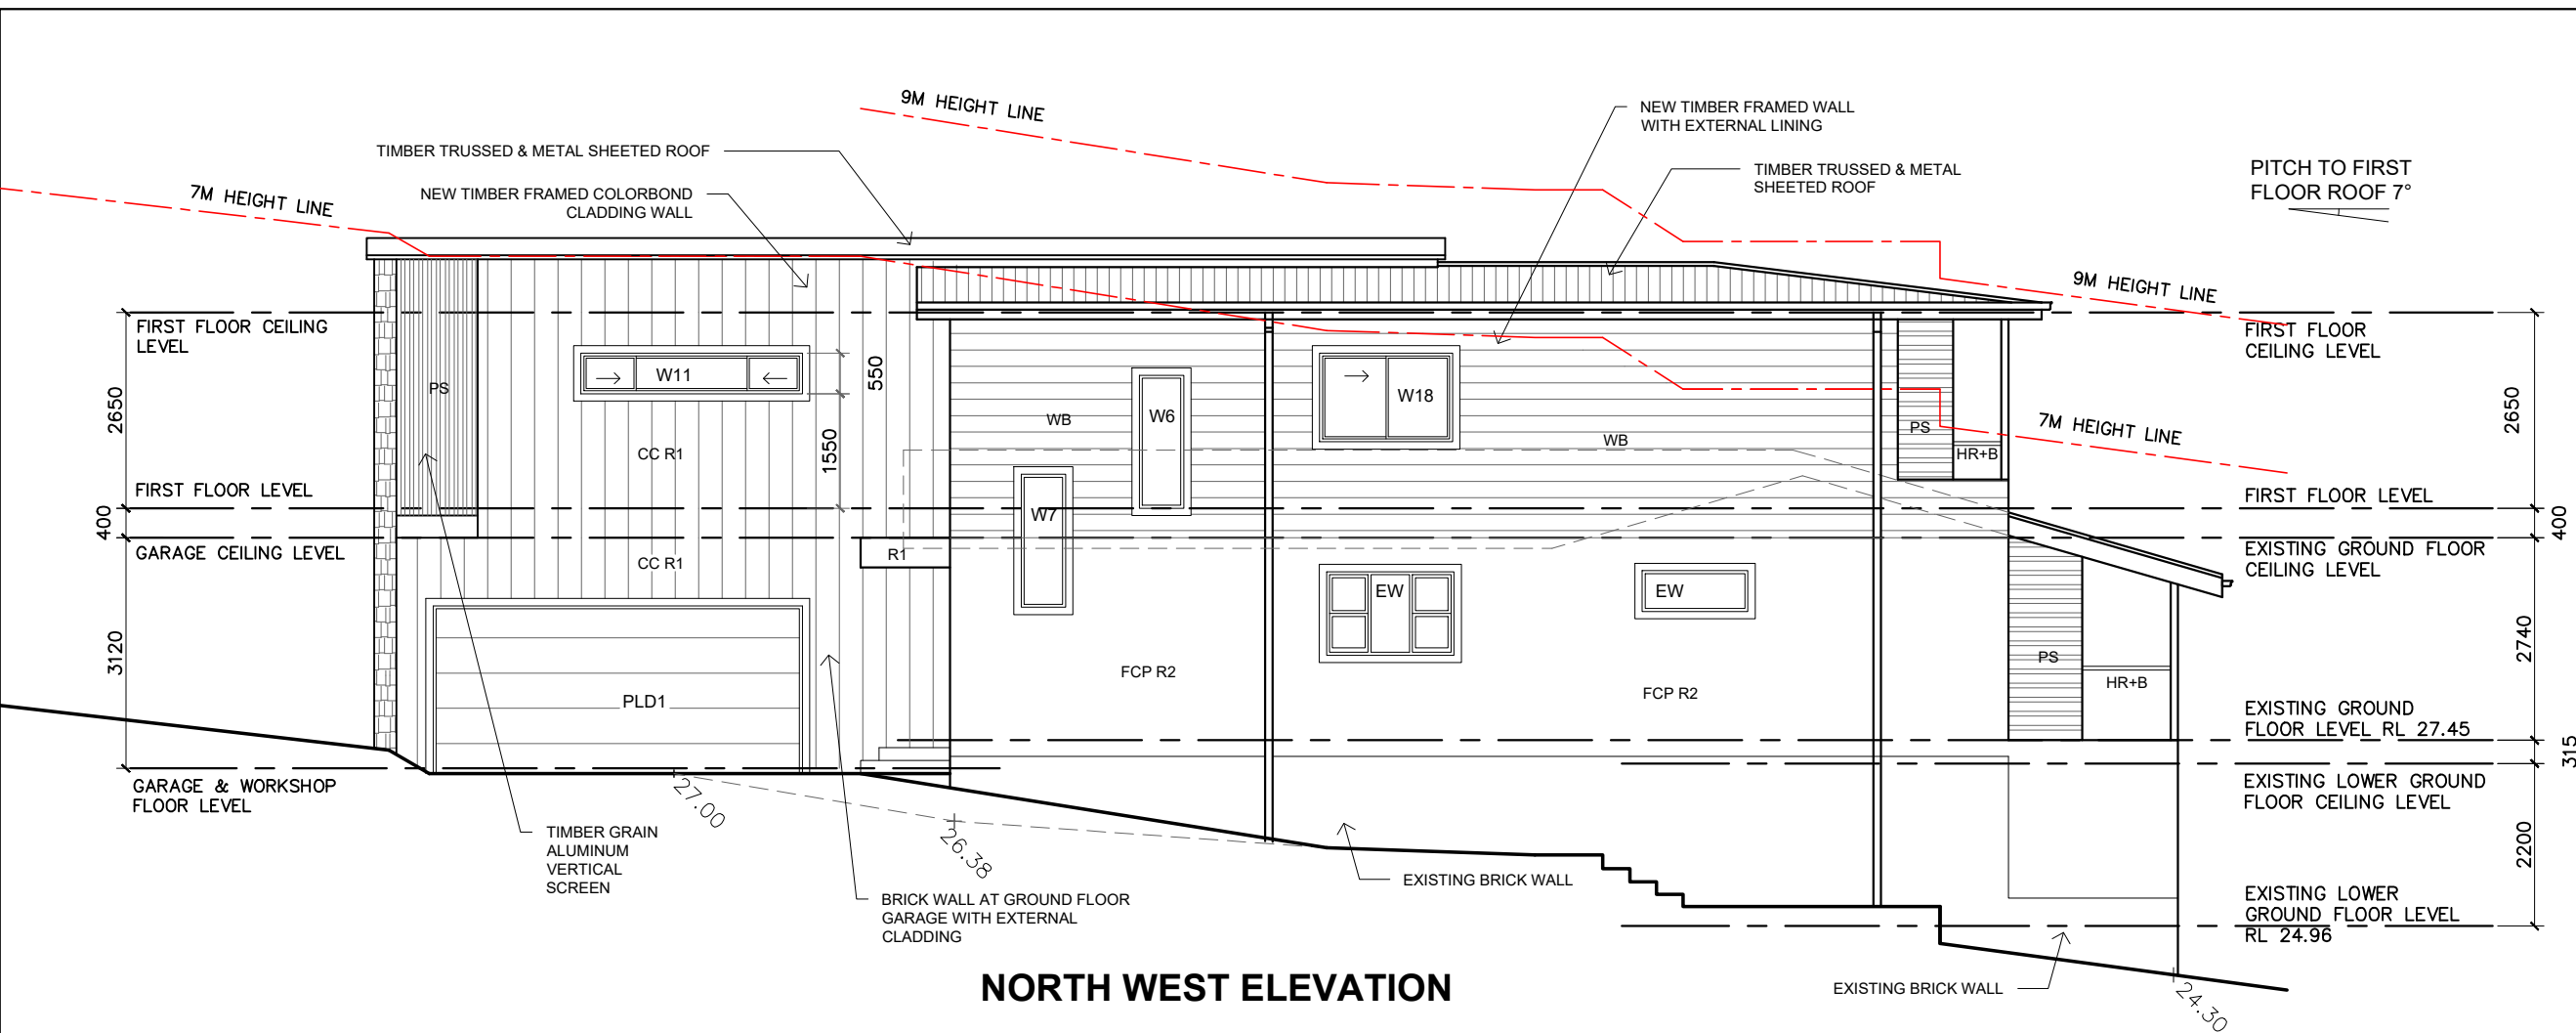 9M HEIGHT LINE
NEW TIMBER FRAMED WALL
WITH EXTERNAL LINING
TIMBER TRUSSED & METAL SHEETED ROOF
TIMBER TRUSSED & METAL
SHEETED ROOF
PITCH TO FIRST
FLOOR ROOF 7°
7M HEIGHT LINE
NEW TIMBER FRAMED COLORBOND
CLADDING WALL
9M HEIGHT LINE
FIRST FLOOR CEILING
LEVEL
FIRST FLOOR
CEILING LEVEL
2650
PS
W11
550
1550
CC R1
WB
W6
W18
WB
PS
HR+B
7M HEIGHT LINE
2650
FIRST FLOOR LEVEL
FIRST FLOOR LEVEL
400
W7
400
GARAGE CEILING LEVEL
CC R1
R1
EXISTING GROUND FLOOR
CEILING LEVEL
EW
EW
3120
FCP R2
FCP R2
PS
HR+B
2740
PLD1
EXISTING GROUND
FLOOR LEVEL RL 27.45
315
GARAGE & WORKSHOP
FLOOR LEVEL
27.00
26.38
EXISTING LOWER GROUND
FLOOR CEILING LEVEL
2200
TIMBER GRAIN
ALUMINUM
VERTICAL
SCREEN
BRICK WALL AT GROUND FLOOR
GARAGE WITH EXTERNAL
CLADDING
EXISTING BRICK WALL
EXISTING LOWER
GROUND FLOOR LEVEL
RL 24.96
NORTH WEST ELEVATION
EXISTING BRICK WALL
24.30